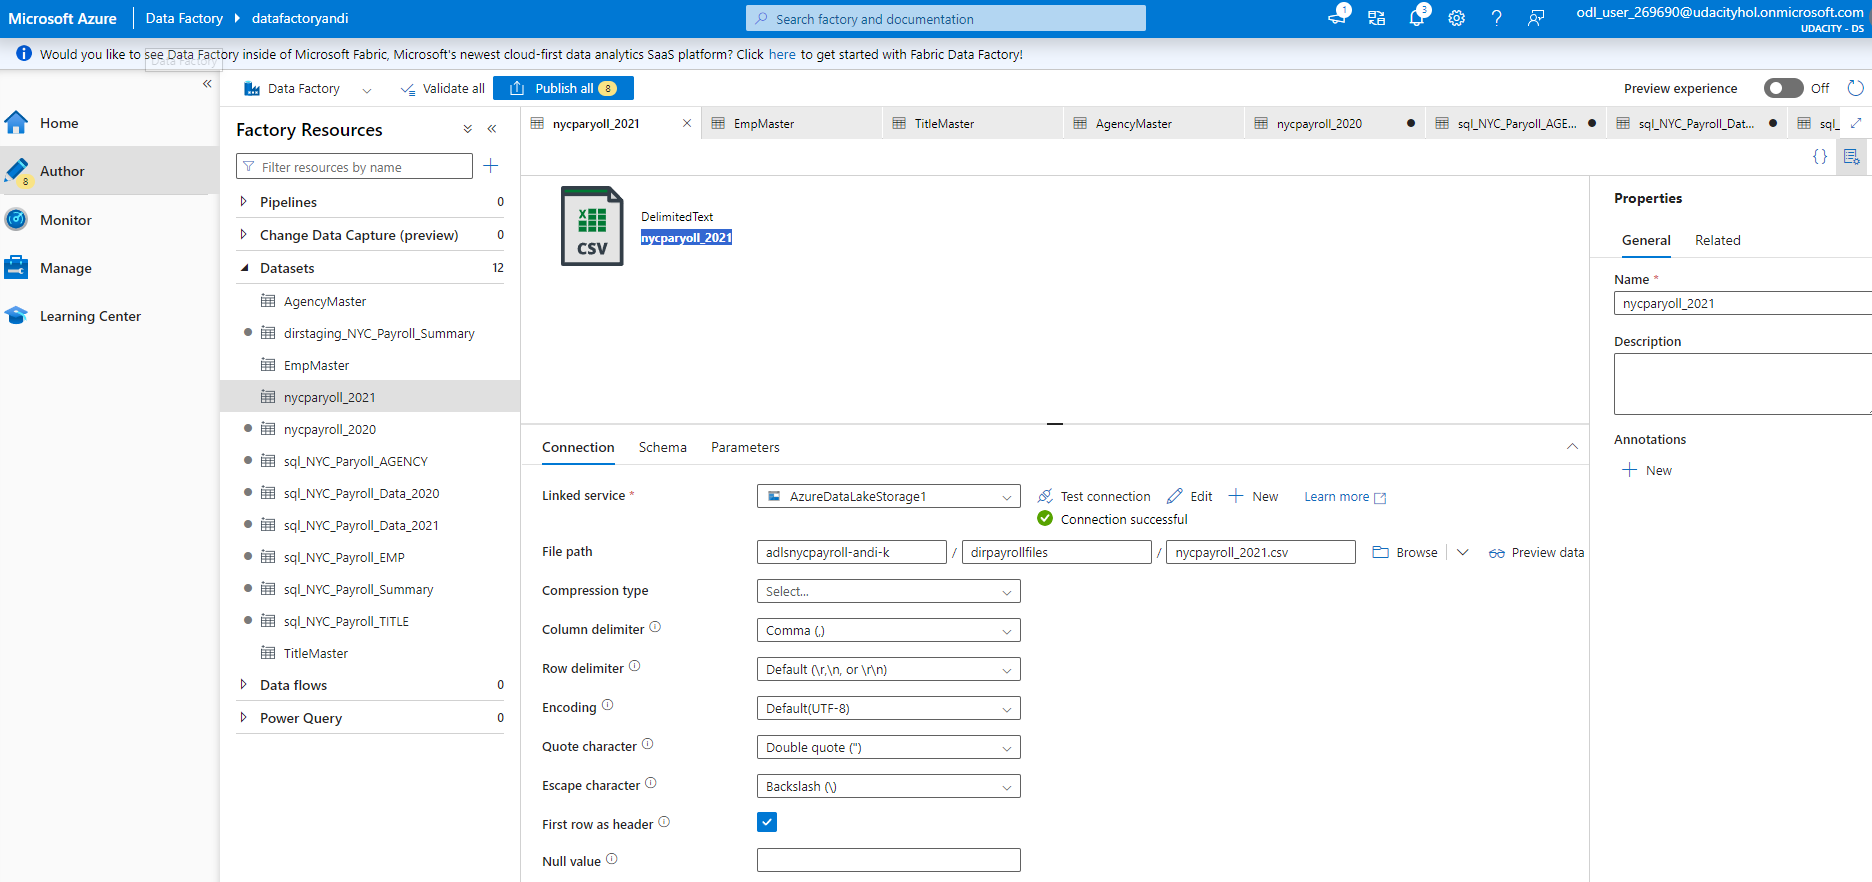 Microsoft Azure
Data Factory
datafactoryandi
Search factory and documentation
1
3
odl_user_269690@udacityhol.onmicrosoft.com
UDACITY - DS
Would you like to see Data Factory inside of Microsoft Fabric, Microsoft's newest cloud-first data analytics SaaS platform? Click here to get started with Fabric Data Factory!
Data Factory
Home
Author
8
Monitor
Manage
Learning Center
Data Factory
Validate all
Publish all 8
Preview experience
Off
Factory Resources
Filter resources by name
Pipelines 0
Change Data Capture (preview) 0
Datasets 12
AgencyMaster
dirstaging_NYC_Payroll_Summary
EmpMaster
nycparyoll_2021
nycpayroll_2020
sql_NYC_Paryoll_AGENCY
sql_NYC_Payroll_Data_2020
sql_NYC_Payroll_Data_2021
sql_NYC_Payroll_EMP
sql_NYC_Payroll_Summary
sql_NYC_Payroll_TITLE
TitleMaster
Data flows 0
Power Query 0
nycparyoll_2021
EmpMaster
TitleMaster
AgencyMaster
nycpayroll_2020
sql_NYC_Paryoll_AGE...
sql_NYC_Payroll_Dat...
sql_
{}
CSV
DelimitedText
nycparyoll_2021
Connection
Schema
Parameters
Linked service *
AzureDataLakeStorage1
Test connection
Edit
New
Learn more
Connection successful
File path
adlsnycpayroll-andi-k / dirpayrollfiles / nycpayroll_2021.csv
Browse
Preview data
Compression type
Select...
Column delimiter
Comma (,)
Row delimiter
Default (\r,\n, or \r\n)
Encoding
Default(UTF-8)
Quote character
Double quote (")
Escape character
Backslash (\)
First row as header
Null value
Properties
General
Related
Name *
nycparyoll_2021
Description
Annotations
New